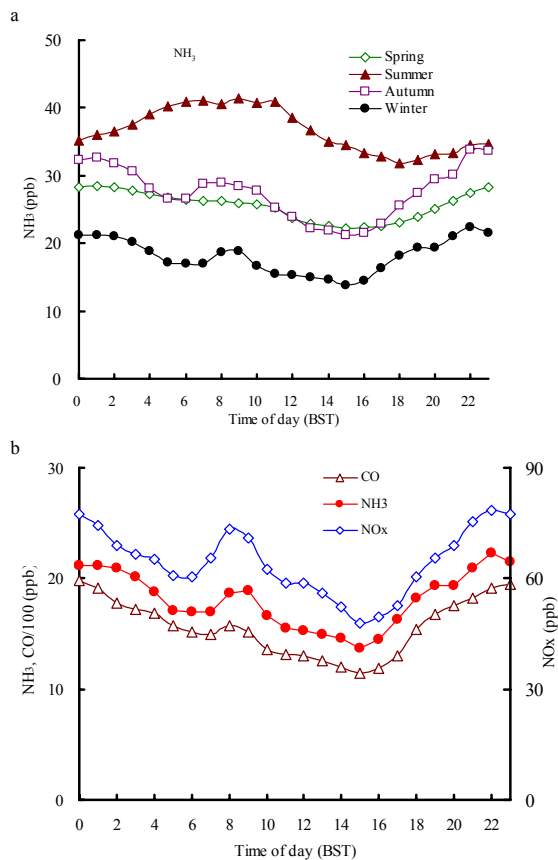 a
NH3
Spring
Summer
Autumn
Winter
50
40
30
20
10
0
NH3 (ppb)
0 2 4 6 8 10 12 14 16 18 20 22
Time of day (BST)
b
CO
NH3
NOx
30
20
10
0
NH3, CO/100 (ppb)
90
60
30
0
NOx (ppb)
0 2 4 6 8 10 12 14 16 18 20 22
Time of day (BST)